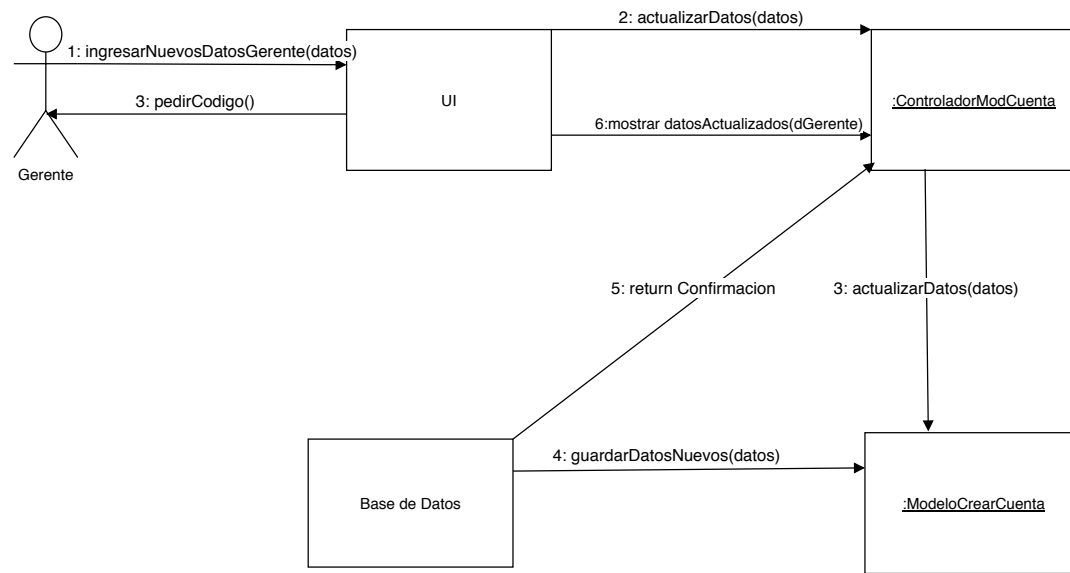 2: actualizarDatos(datos)
1: ingresarNuevosDatosGerente(datos)
3: pedirCodigo()
UI
:ControladorModCuenta
6:mostrar datosActualizados(dGerente)
Gerente
5: return Confirmacion
3: actualizarDatos(datos)
4: guardarDatosNuevos(datos)
Base de Datos
:ModeloCrearCuenta